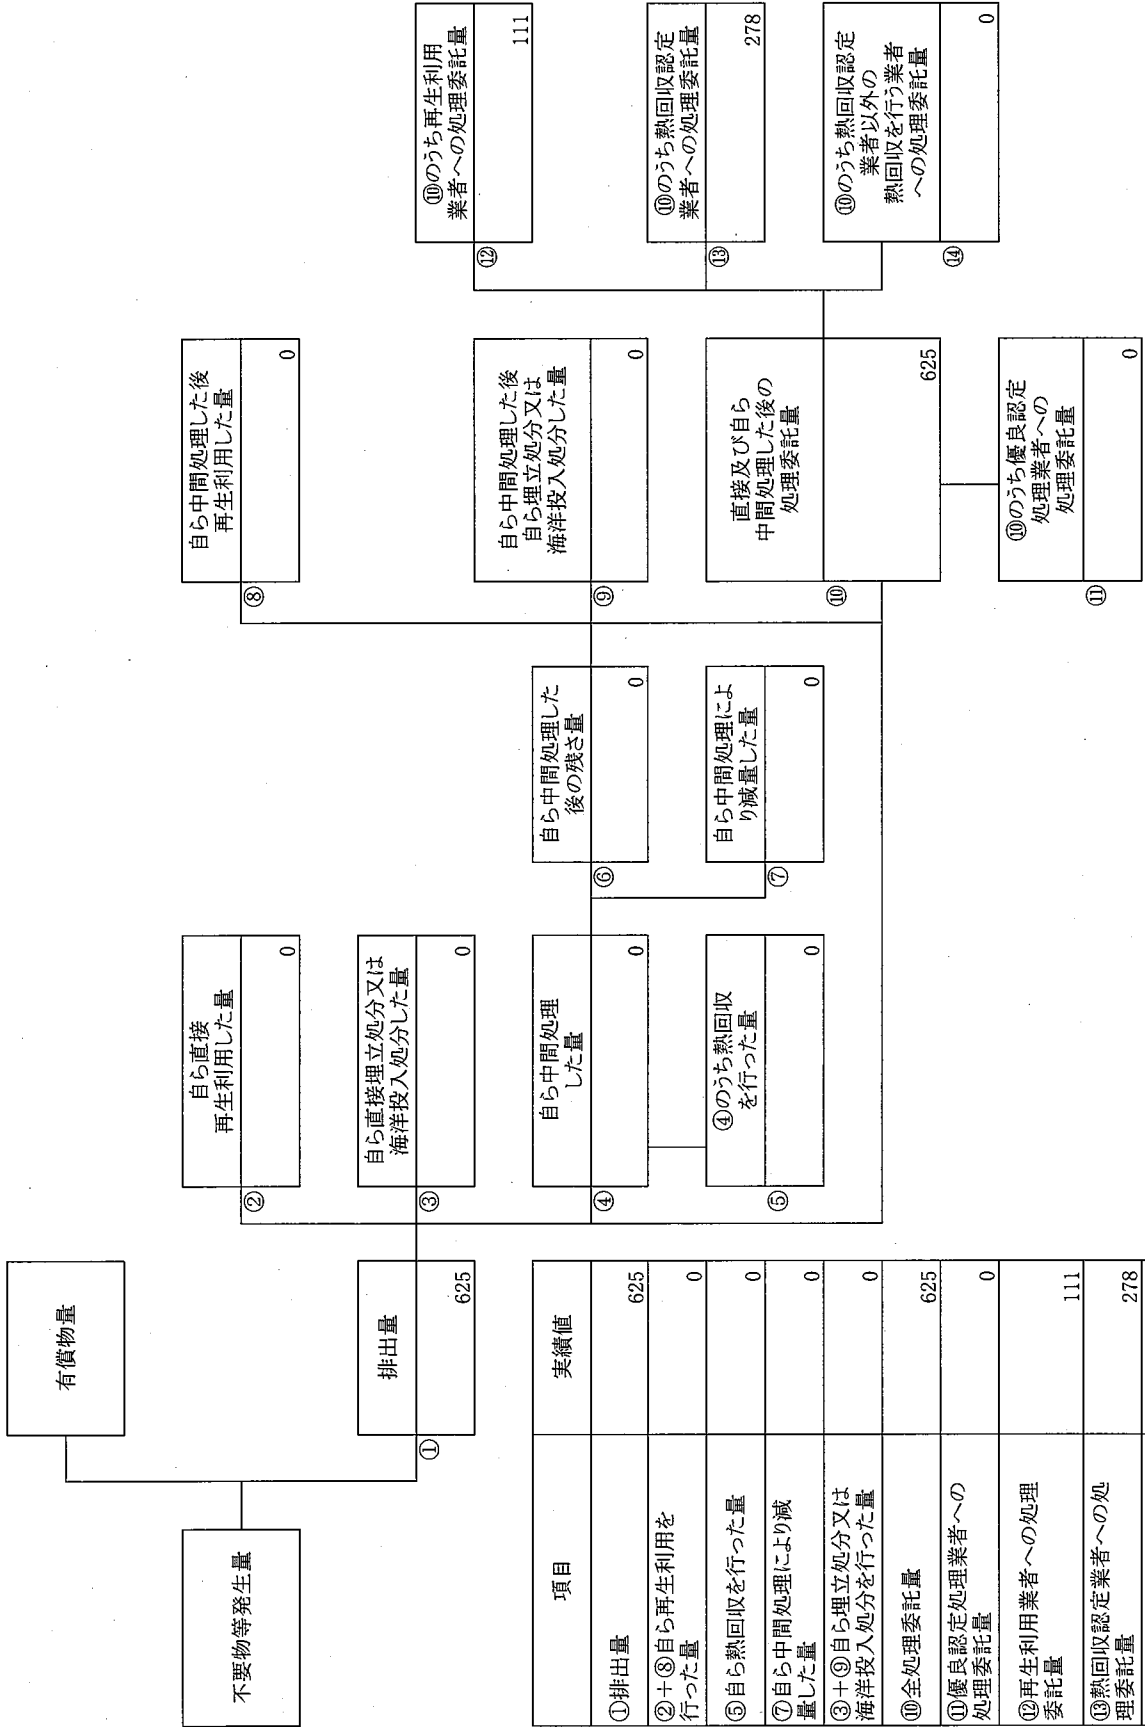 不要物等発生量
有償物量
排出量
①
625
自ら直接
再生利用した量
②
0
自ら直接埋立処分又は
海洋投入処分した量
③
0
自ら中間処理
した量
④
0
④のうち熱回収
を行った量
⑤
0
自ら中間処理した
後の残さ量
⑥
0
自ら中間処理によ
り減量した量
⑦
0
自ら中間処理した後
再生利用した量
⑧
0
自ら中間処理した後
自ら埋立処分又は
海洋投入処分した量
⑨
0
直接及び自ら
中間処理した後の
処理委託量
⑩
625
⑩のうち優良認定
処理業者への
処理委託量
⑪
0
⑩のうち再生利用
業者への処理委託量
⑫
111
⑩のうち熱回収認定
業者への処理委託量
⑬
278
⑩のうち熱回収認定
業者以外の
熱回収を行う業者
への処理委託量
⑭
0
項目 実績値
①排出量 625
②+⑧自ら再生利用を
行った量 0
⑤自ら熱回収を行った量 0
⑦自ら中間処理により減
量した量 0
③+⑨自ら埋立処分又は
海洋投入処分を行った量 0
⑩全処理委託量 625
⑪優良認定処理業者への
処理委託量 0
⑫再生利用業者への処理
委託量 111
⑬熱回収認定業者への処
理委託量 278